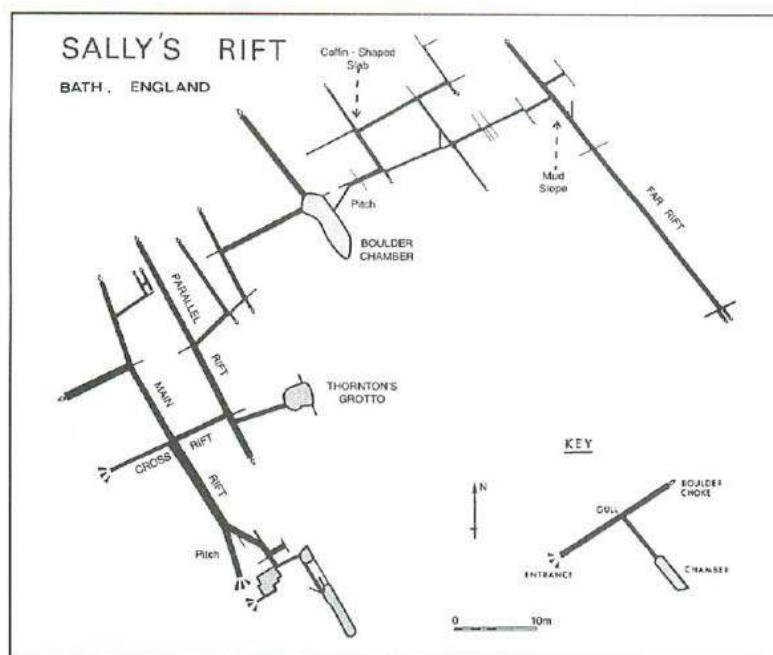 SALLY'S RIFT
BATH, ENGLAND
Coffin - Shaped
Slab
Pitch
Mud
Slope
FAR RIFT
BOULDER
CHAMBER
PARALLEL
RIFT
MAIN
RIFT
THORNTON'S
GROTTO
CROSS RIFT
Pitch
N
KEY
BOULDER
CHOKE
GULL
ENTRANCE
CHAMBER
0 10m